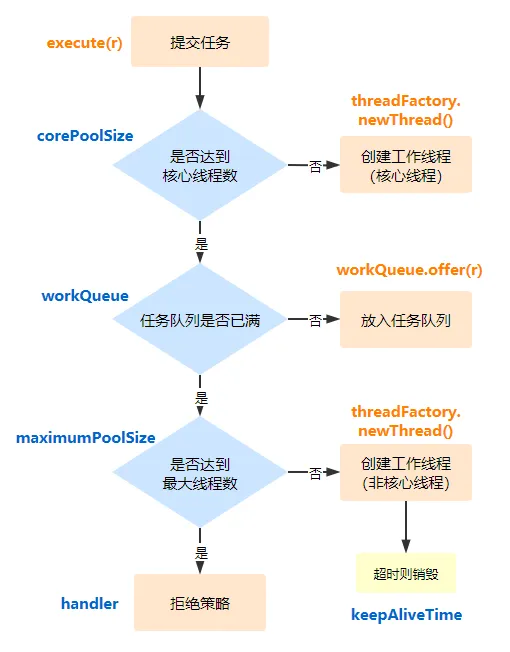 execute(r)
提交任务
corePoolSize
是否达到
核心线程数
否
threadFactory.
newThread()
创建工作线程
(核心线程)
是
workQueue
任务队列是否已满
否
workQueue.offer(r)
放入任务队列
是
maximumPoolSize
是否达到
最大线程数
否
threadFactory.
newThread()
创建工作线程
(非核心线程)
是
超时则销毁
keepAliveTime
handler
拒绝策略